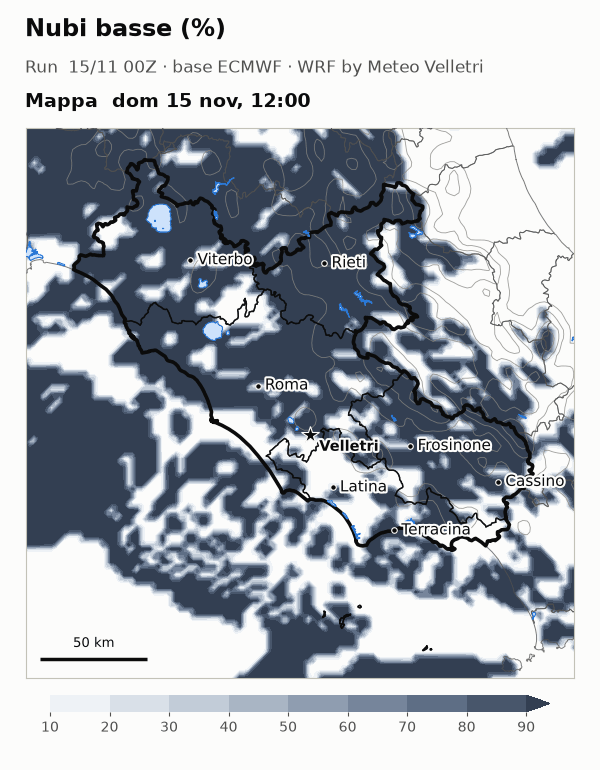 Nubi basse (%)
Run 15/11 00Z · base ECMWF · WRF by Meteo Velletri
Mappa dom 15 nov, 12:00
Viterbo
Rieti
Roma
Velletri
Frosinone
Cassino
Latina
Terracina
50 km
10 20 30 40 50 60 70 80 90